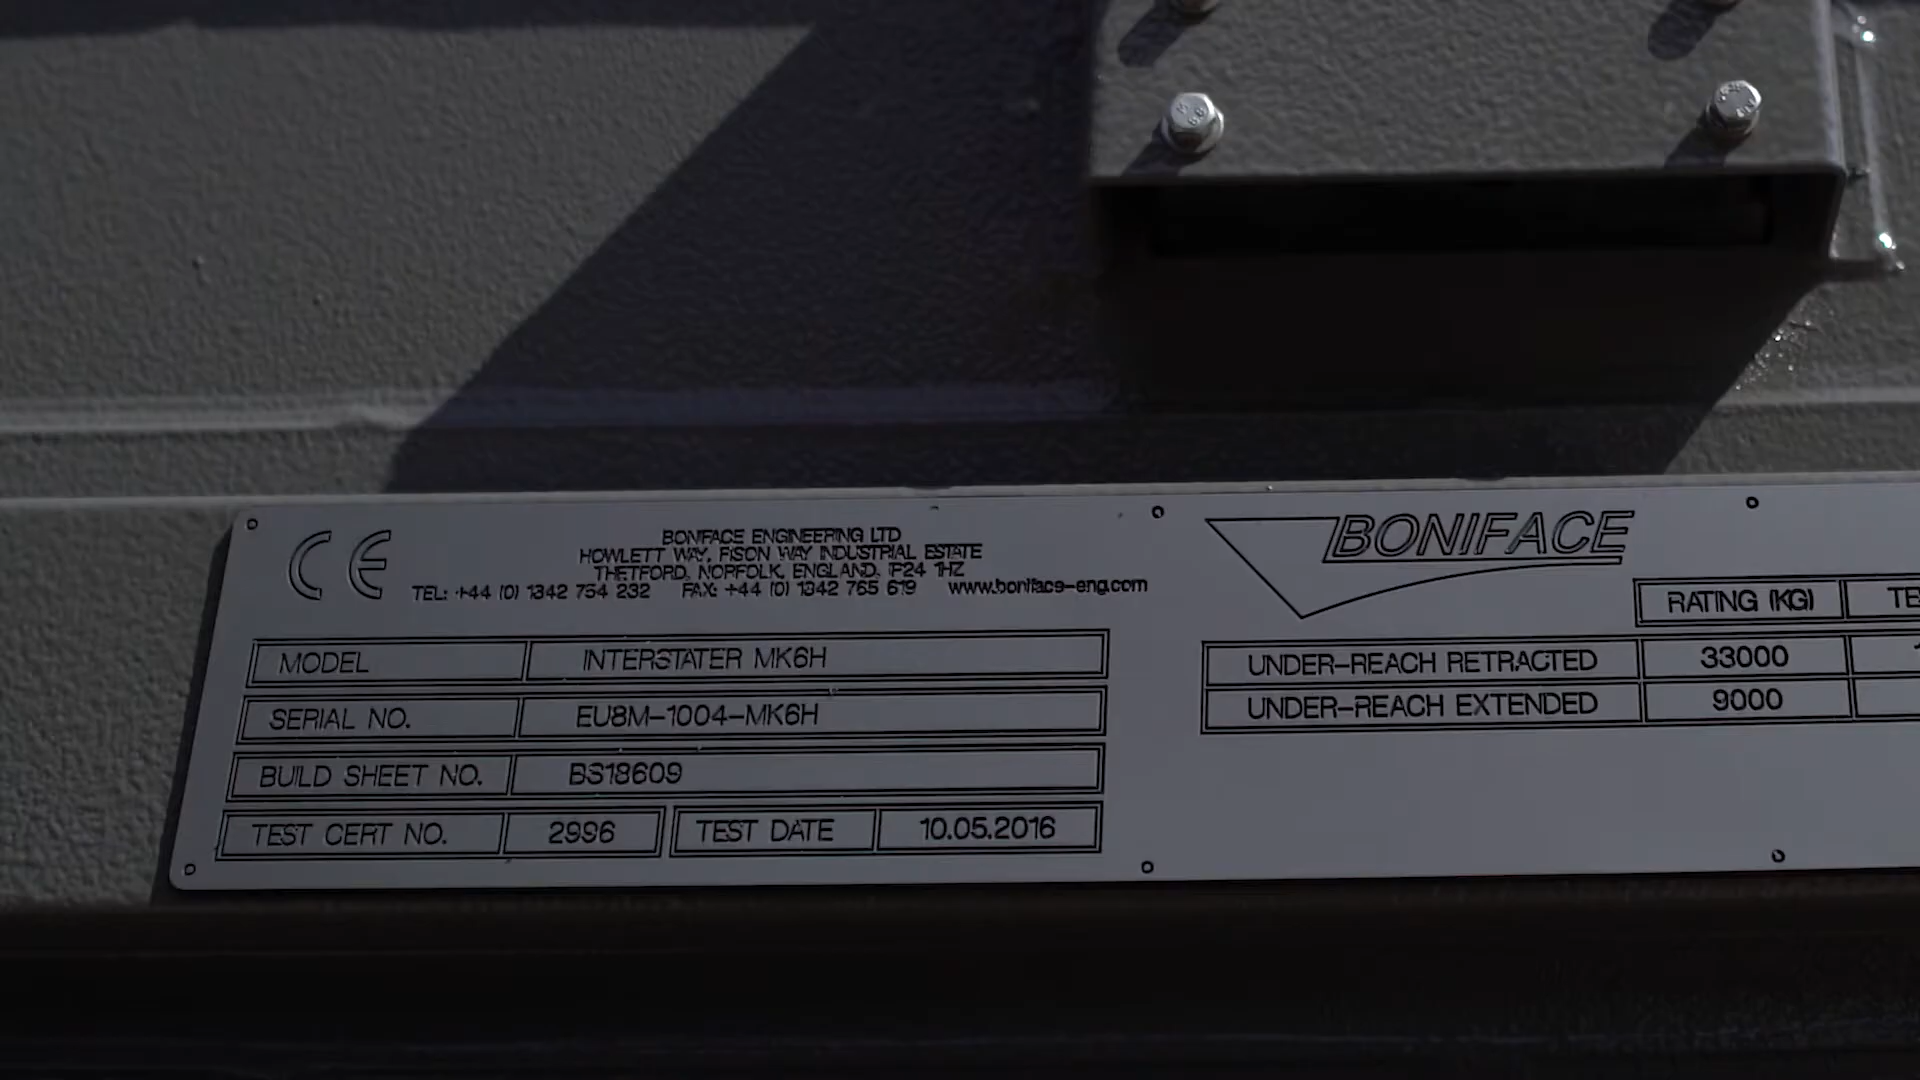 CE
BONIFACE ENGINEERING LTD
HOWLETT WAY, FISON WAY INDUSTRIAL ESTATE
THETFORD, NORFOLK, ENGLAND, IP24 1HZ
TEL: +44 (0) 1342 754 232 FAX: +44 (0) 1342 765 619 www.boniface-eng.com
MODEL INTERSTATER MK6H
SERIAL NO. EU8M-1004-MK6H
BUILD SHEET NO. BS18609
TEST CERT NO. 2996 TEST DATE 10.05.2016
BONIFACE
RATING (KG)
UNDER-REACH RETRACTED 33000
UNDER-REACH EXTENDED 9000